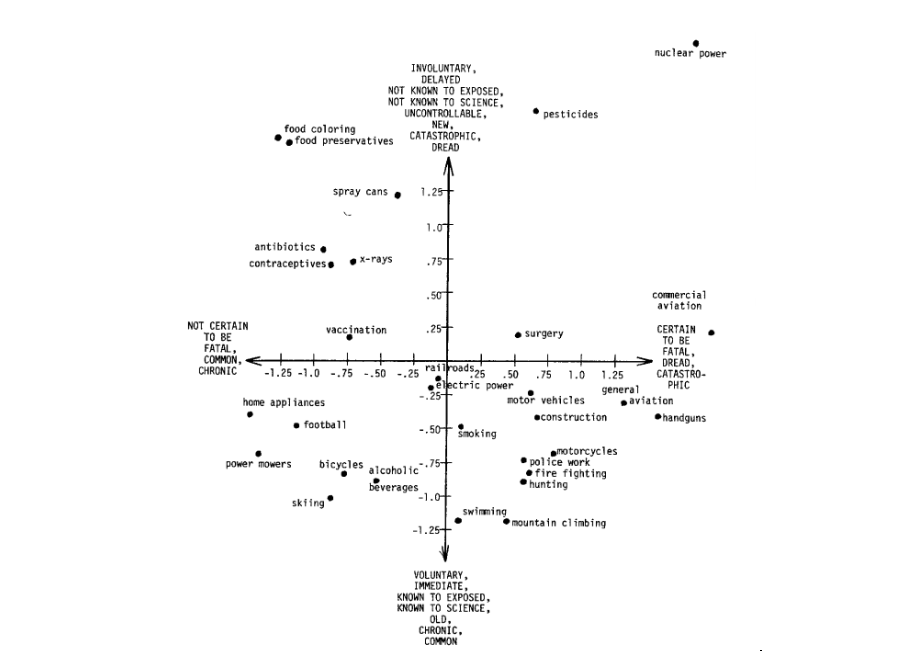 nuclear power
INVOLUNTARY,
DELAYED
NOT KNOWN TO EXPOSED,
NOT KNOWN TO SCIENCE,
UNCONTROLLABLE,
NEW,
CATASTROPHIC,
DREAD
pesticides
food coloring
food preservatives
spray cans
1.25
1.0
antibiotics
contraceptives
x-rays
.75
.50
commercial
aviation
NOT CERTAIN
TO BE
FATAL,
COMMON,
CHRONIC
vaccination
.25
surgery
CERTAIN
TO BE
FATAL,
DREAD,
CATASTRO-
PHIC
-1.25 -1.0 -.75 -.50 -.25 .25 .50 .75 1.0 1.25
railroads
electric power
-.25
general
aviation
motor vehicles
home appliances
football
construction
handguns
-.50
smoking
power mowers
bicycles
alcoholic
beverages
-.75
motorcycles
police work
fire fighting
hunting
skiing
-1.0
swimming
mountain climbing
-1.25
VOLUNTARY,
IMMEDIATE,
KNOWN TO EXPOSED,
KNOWN TO SCIENCE,
OLD,
CHRONIC,
COMMON